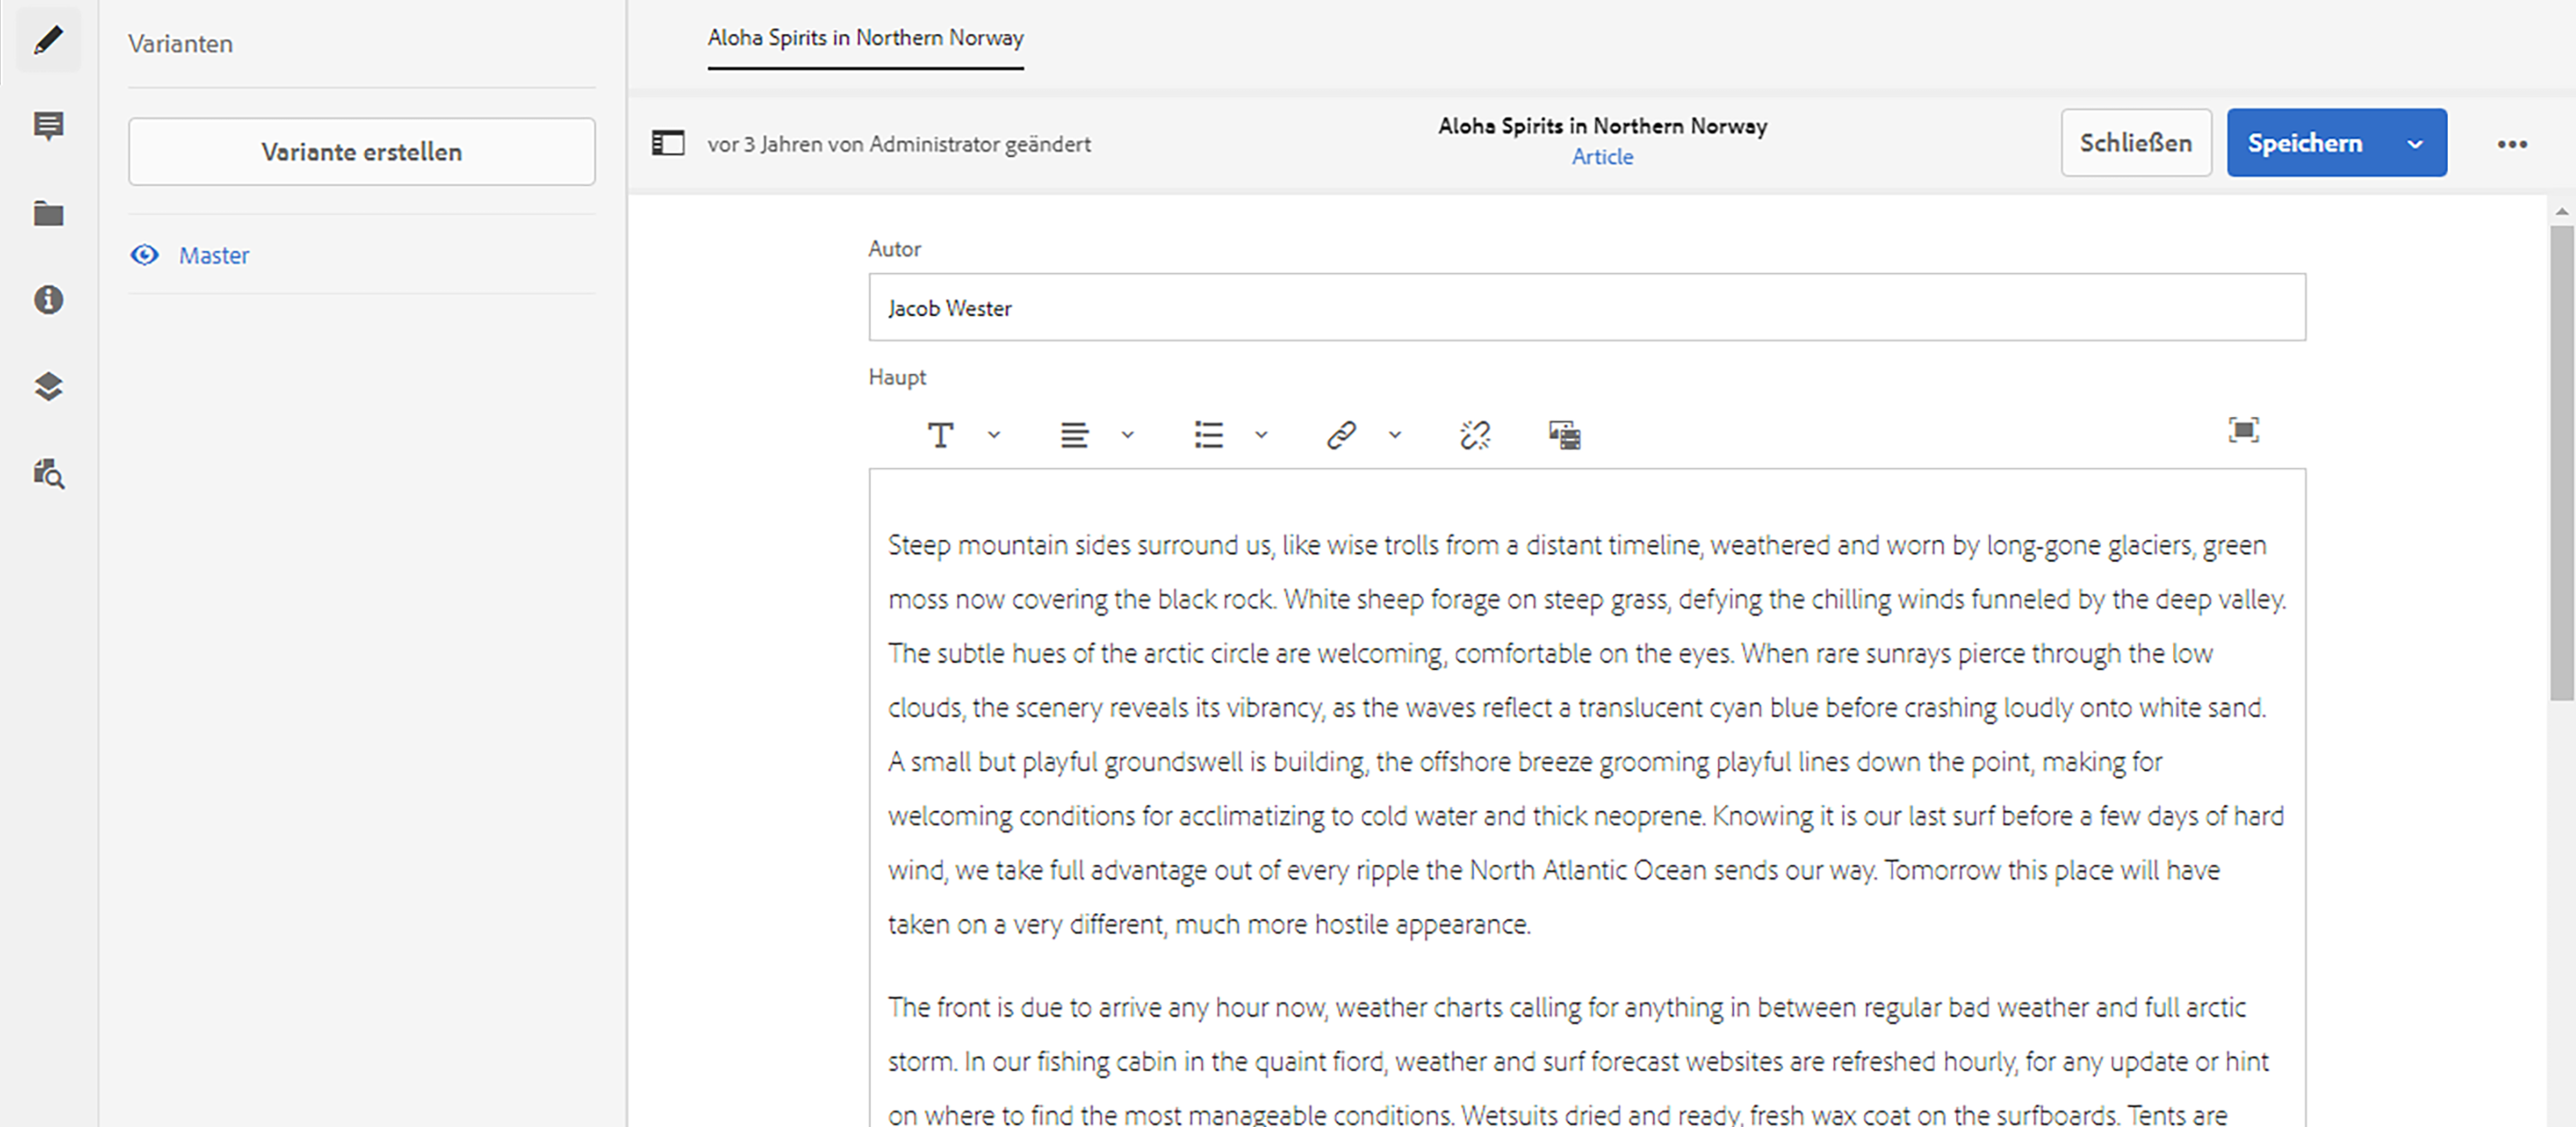 Varianten
Variante erstellen
Master
Aloha Spirits in Northern Norway
vor 3 Jahren von Administrator geändert
Aloha Spirits in Northern Norway
Article
Schließen
Speichern
Autor
Jacob Wester
Haupt
Steep mountain sides surround us, like wise trolls from a distant timeline, weathered and worn by long-gone glaciers, green
moss now covering the black rock. White sheep forage on steep grass, defying the chilling winds funneled by the deep valley.
The subtle hues of the arctic circle are welcoming, comfortable on the eyes. When rare sunrays pierce through the low
clouds, the scenery reveals its vibrancy, as the waves reflect a translucent cyan blue before crashing loudly onto white sand.
A small but playful groundswell is building, the offshore breeze grooming playful lines down the point, making for
welcoming conditions for acclimatizing to cold water and thick neoprene. Knowing it is our last surf before a few days of hard
wind, we take full advantage out of every ripple the North Atlantic Ocean sends our way. Tomorrow this place will have
taken on a very different, much more hostile appearance.
The front is due to arrive any hour now, weather charts calling for anything in between regular bad weather and full arctic
storm. In our fishing cabin in the quaint fiord, weather and surf forecast websites are refreshed hourly, for any update or hint
on where to find the most manageable conditions. Wetsuits dried and ready, fresh wax coat on the surfboards. Tents are